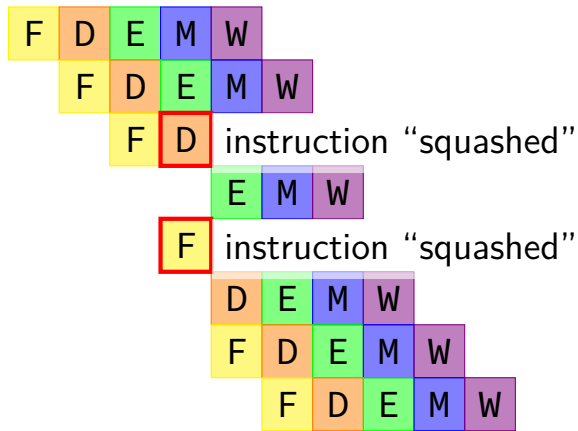 F D E M W
F D E M W
F D instruction “squashed”
E M W
F instruction “squashed”
D E M W
F D E M W
F D E M W